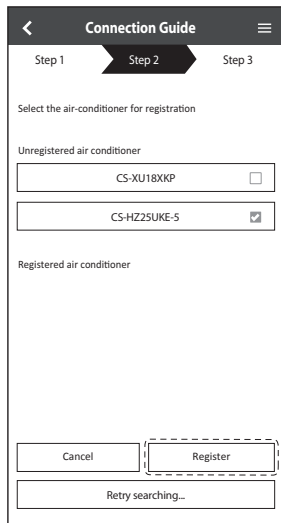 Connection Guide
Step 1 Step 2 Step 3
Select the air-conditioner for registration
Unregistered air conditioner
CS-XU18XKP
CS-HZ25UKE-5
Registered air conditioner
Cancel Register
Retry searching...